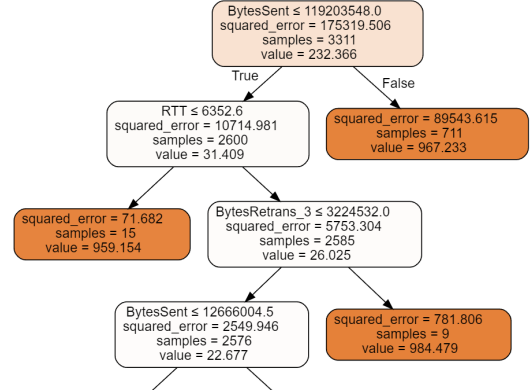 BytesSent ≤ 119203548.0
squared_error = 175319.506
samples = 3311
value = 232.366
True
False
RTT ≤ 6352.6
squared_error = 10714.981
samples = 2600
value = 31.409
squared_error = 89543.615
samples = 711
value = 967.233
squared_error = 71.682
samples = 15
value = 959.154
BytesRetrans_3 ≤ 3224532.0
squared_error = 5753.304
samples = 2585
value = 26.025
BytesSent ≤ 12666004.5
squared_error = 2549.946
samples = 2576
value = 22.677
squared_error = 781.806
samples = 9
value = 984.479